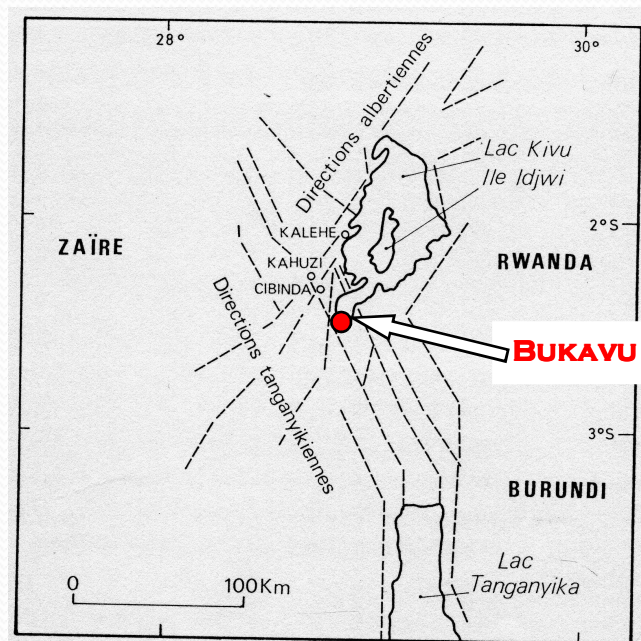 28°
30°
Directions albertiennes
Lac Kivu
Ile Idjwi
2°S
KALEHE
ZAÏRE
KAHUZI
RWANDA
CIBINDA
BUKAVU
Directions tanganyikiennes
3°S
BURUNDI
Lac
Tanganyika
0 100Km